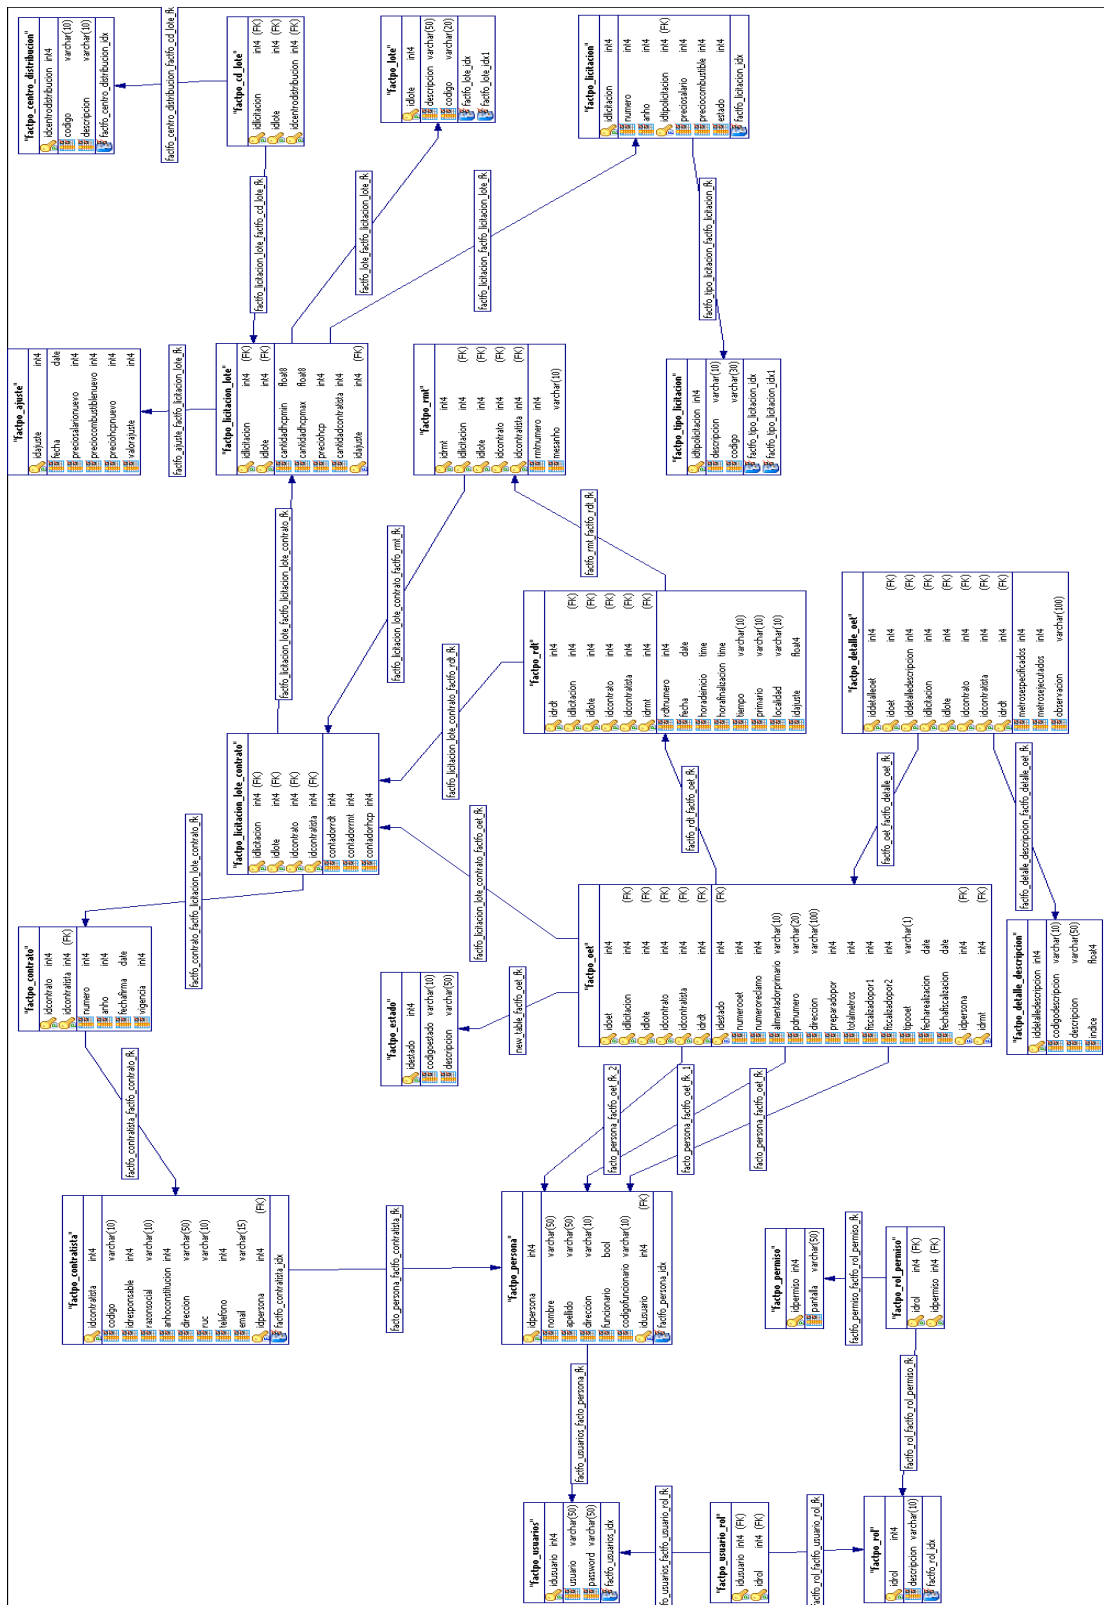 "factpo_centro_distribucion"
idcentrodistribucion int4
codigo varchar(10)
descripcion varchar(10)
factfo_centro_distribucion_idx
factfo_centro_distribucion_factfo_cd_lote_fk
"factpo_cd_lote"
idlicitacion int4 (FK)
idlote int4 (FK)
idcentrodistribucion int4 (FK)
"factpo_lote"
idlote int4
descripcion varchar(50)
codigo varchar(20)
factfo_lote_idx
factfo_lote_idx1
"factpo_licitacion"
idlicitacion int4
numero int4
anho int4
idtipolicitacion int4 (FK)
preciosalario int4
preciocombustible int4
estado int4
factfo_licitacion_idx
factfo_licitacion_lote_factfo_cd_lote_fk
factfo_lote_factfo_licitacion_lote_fk
factfo_licitacion_factfo_licitacion_lote_fk
factfo_tipo_licitacion_factfo_licitacion_fk
"factpo_ajuste"
idajuste int4
fecha date
preciosalarionuevo int4
preciocombustiblenuevo int4
preciohcpnuevo int4
valorajuste int4
factfo_ajuste_factfo_licitacion_lote_fk
"factpo_licitacion_lote"
idlicitacion int4 (FK)
idlote int4 (FK)
cantidadhcpmin float8
cantidadhcpmax float8
preciohcp int4
cantidadcontratista int4
idajuste int4 (FK)
"factpo_rmt"
idrmt int4
idlicitacion int4 (FK)
idlote int4 (FK)
idcontrato int4 (FK)
idcontratista int4 (FK)
rmtnumero int4
mesanho varchar(10)
"factpo_tipo_licitacion"
idtipolicitacion int4
descripcion varchar(10)
codigo varchar(30)
factfo_tipo_licitacion_idx
factfo_tipo_licitacion_idx1
factfo_licitacion_lote_factfo_licitacion_lote_contrato_fk
factfo_licitacion_lote_contrato_factfo_rmt_fk
factfo_rmt_factfo_rdt_fk
factfo_licitacion_lote_contrato_factfo_rdt_fk
"factpo_rdt"
idrdt int4
idlicitacion int4 (FK)
idlote int4 (FK)
idcontrato int4 (FK)
idcontratista int4 (FK)
idrmt int4 (FK)
rdtnumero int4
fecha date
horadeinicio time
horafinalizacion time
tiempo varchar(10)
primario varchar(10)
localidad varchar(10)
idajuste float4
"factpo_detalle_oet"
iddetalleoet int4
idoet int4 (FK)
iddetalledescripcion int4 (FK)
idlicitacion int4 (FK)
idlote int4 (FK)
idcontrato int4 (FK)
idcontratista int4 (FK)
idrdt int4 (FK)
metrosespecificados int4
metrosejecutados int4
observacion varchar(100)
"factpo_licitacion_lote_contrato"
idlicitacion int4 (FK)
idlote int4 (FK)
idcontrato int4 (FK)
idcontratista int4 (FK)
contadorrdt int4
contadorrmt int4
contadorhcp int4
factfo_contrato_factfo_licitacion_lote_contrato_fk
factfo_licitacion_lote_contrato_factfo_oet_fk
factfo_rdt_factfo_oet_fk
factfo_oet_factfo_detalle_oet_fk
factfo_detalle_descripcion_factfo_detalle_oet_fk
"factpo_contrato"
idcontrato int4
idcontratista int4 (FK)
numero int4
anho int4
fechafirma date
vigencia int4
"factpo_estado"
idestado int4
codigoestado varchar(10)
descripcion varchar(50)
new_table_factfo_oet_fk
"factpo_oet"
idoet int4
idlicitacion int4 (FK)
idlote int4 (FK)
idcontrato int4 (FK)
idcontratista int4 (FK)
idrdt int4 (FK)
idestado int4 (FK)
numerooet int4
numeroreclamo int4
alimentadorprimario varchar(10)
pdnumero varchar(20)
direccion varchar(100)
preparadopor int4
totalmtros int4
fiscalizadopor1 int4
fiscalizadopor2 int4
tipooet varchar(1)
fecharealizacion date
fechafiscalizacion date
idpersona int4 (FK)
idrmt int4 (FK)
"factpo_detalle_descripcion"
iddetalledescripcion int4
codigodescripcion varchar(10)
descripcion varchar(50)
indice float4
factfo_contratista_factfo_contrato_fk
facto_persona_factfo_oet_fk_2
facto_persona_factfo_oet_fk_1
facto_persona_factfo_oet_fk
"factpo_contratista"
idcontratista int4
codigo varchar(10)
idresponsable int4
razonsocial varchar(10)
anhoconstitucion int4
direccion varchar(50)
ruc varchar(10)
telefono int4
email varchar(15)
idpersona int4 (FK)
factfo_contratista_idx
facto_persona_factfo_contratista_fk
"factpo_persona"
idpersona int4
nombre varchar(50)
apellido varchar(50)
direccion varchar(10)
funcionario bool
codigofuncionario varchar(10)
idusuario int4 (FK)
factfo_persona_idx
"factpo_permiso"
idpermiso int4
pantalla varchar(50)
factfo_permiso_factfo_rol_permiso_fk
"factpo_rol_permiso"
idrol int4 (FK)
idpermiso int4 (FK)
factfo_usuarios_facto_persona_fk
factfo_rol_factfo_rol_permiso_fk
"factpo_usuarios"
idusuario int4
usuario varchar(50)
password varchar(50)
factfo_usuarios_idx
fo_usuarios_factfo_usuario_rol_fk
"factpo_usuario_rol"
idusuario int4 (FK)
idrol int4 (FK)
factfo_rol_factfo_usuario_rol_fk
"factpo_rol"
idrol int4
descripcion varchar(10)
factfo_rol_idx